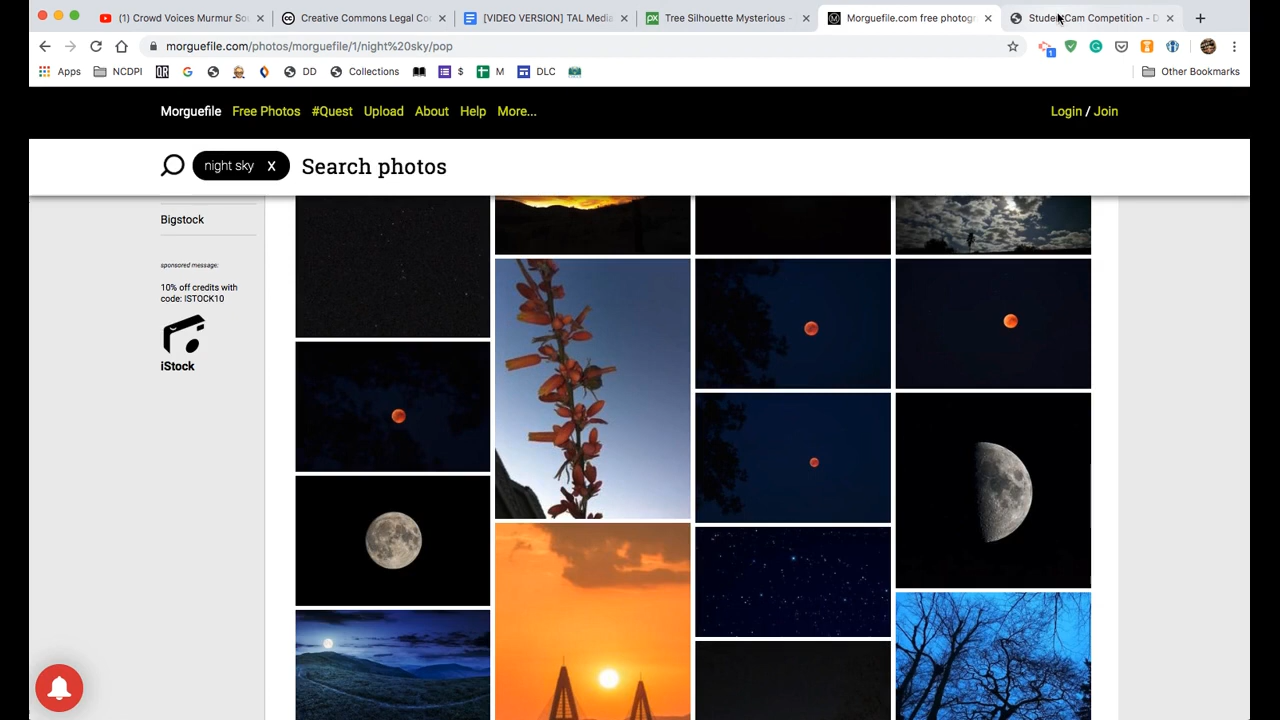 (1) Crowd Voices Murmur So
Creative Commons Legal Co
[VIDEO VERSION] TAL Media
Tree Silhouette Mysterious -
Morguefile.com free photogr
StudentCam Competition - D
morguefile.com/photos/morguefile/1/night%20sky/pop
1
Apps
NCDPI
DD
Collections
$
M
DLC
Other Bookmarks
Morguefile
Free Photos
#Quest
Upload
About
Help
More...
Login / Join
night sky X
Search photos
Bigstock
sponsored message:
10% off credits with
code: ISTOCK10
iStock